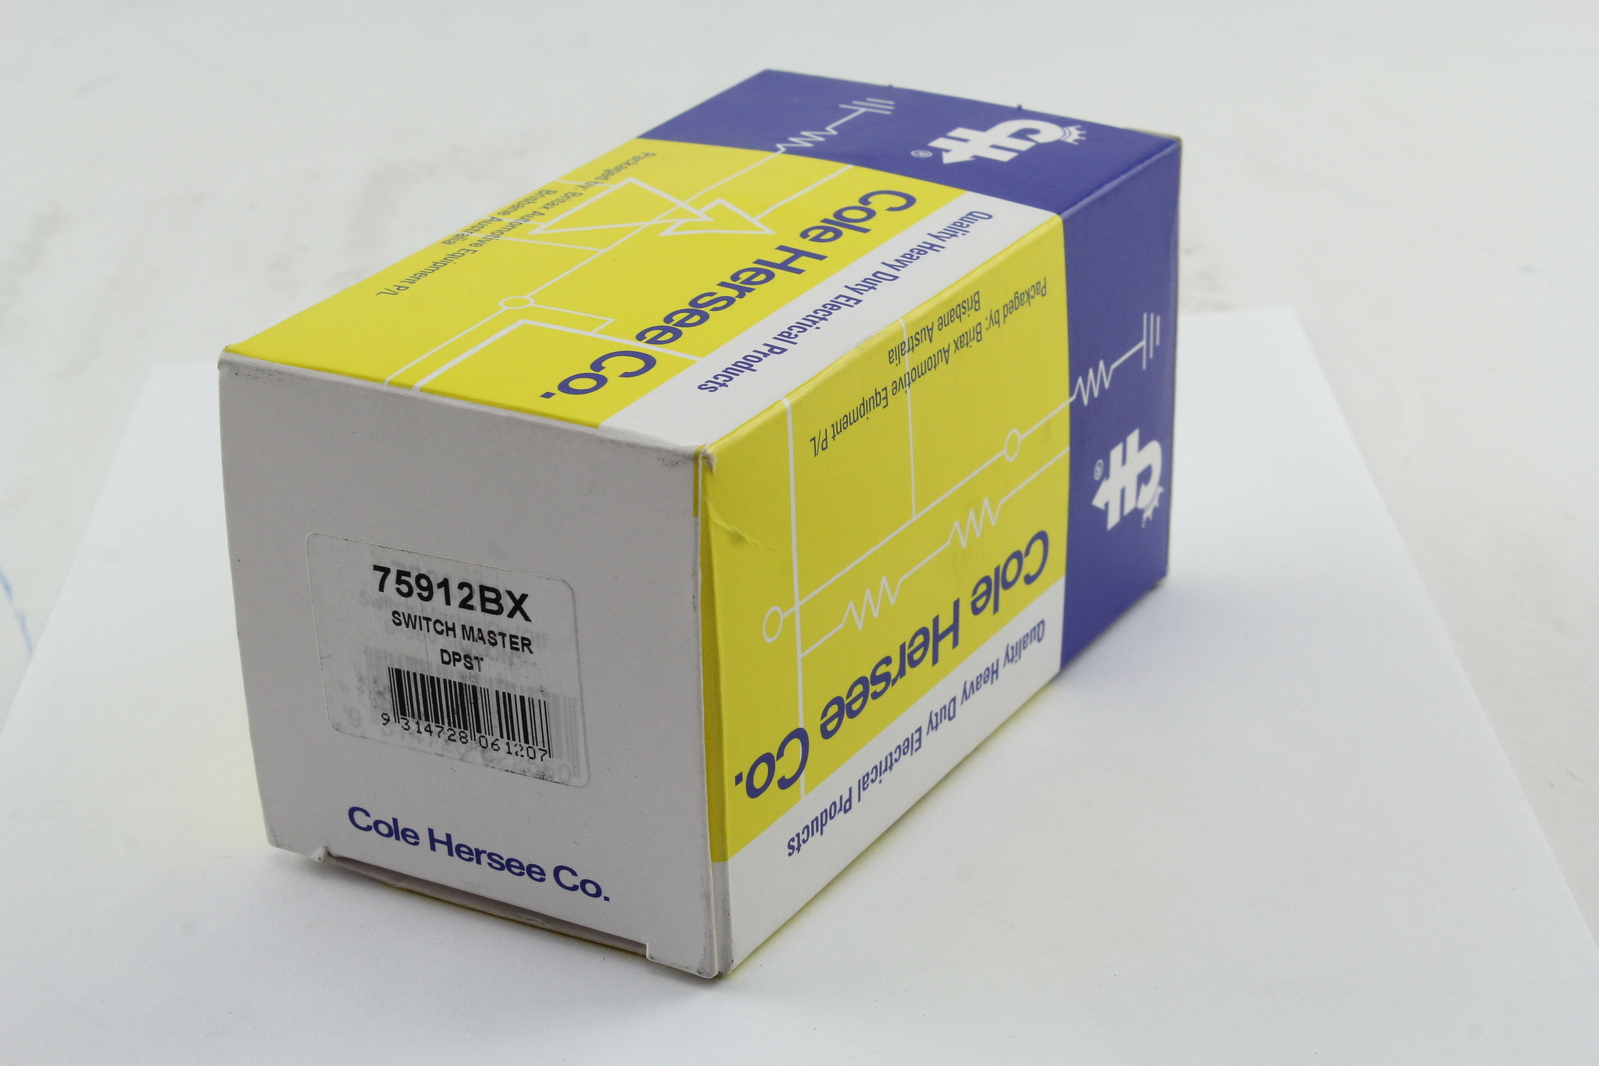 CH
®
Cole Hersee Co.
Quality Heavy Duty Electrical Products
Packaged by: Britax Automotive Equipment P/L
Brisbane Australia
CH
®
Cole Hersee Co.
Quality Heavy Duty Electrical Products
Packaged by: Britax Automotive Equipment P/L
Brisbane Australia
75912BX
SWITCH MASTER
DPST
9 314728 061207
Cole Hersee Co.